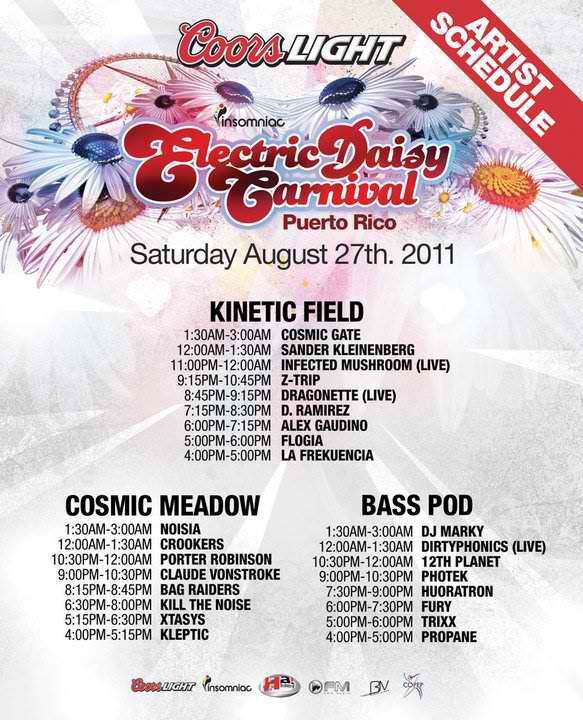 Coors LIGHT
ARTIST
SCHEDULE
insomniac
Electric Daisy
Carnival
Puerto Rico
Saturday August 27th. 2011
KINETIC FIELD
1:30AM-3:00AM COSMIC GATE
12:00AM-1:30AM SANDER KLEINENBERG
11:00PM-12:00AM INFECTED MUSHROOM (LIVE)
9:15PM-10:45PM Z-TRIP
8:45PM-9:15PM DRAGONETTE (LIVE)
7:15PM-8:30PM D. RAMIREZ
6:00PM-7:15PM ALEX GAUDINO
5:00PM-6:00PM FLOGIA
4:00PM-5:00PM LA FREKUENCIA
COSMIC MEADOW
1:30AM-3:00AM NOISIA
12:00AM-1:30AM CROOKERS
10:30PM-12:00AM PORTER ROBINSON
9:00PM-10:30PM CLAUDE VONSTROKE
8:15PM-8:45PM BAG RAIDERS
6:30PM-8:00PM KILL THE NOISE
5:15PM-6:30PM XTASYS
4:00PM-5:15PM KLEPTIC
BASS POD
1:30AM-3:00AM DJ MARKY
12:00AM-1:30AM DIRTYPHONICS (LIVE)
10:30PM-12:00AM 12TH PLANET
9:00PM-10:30PM PHOTEK
7:30PM-9:00PM HUORATRON
6:00PM-7:30PM FURY
5:00PM-6:00PM TRIXX
4:00PM-5:00PM PROPANE
Coors LIGHT insomniac FM BV COPEP